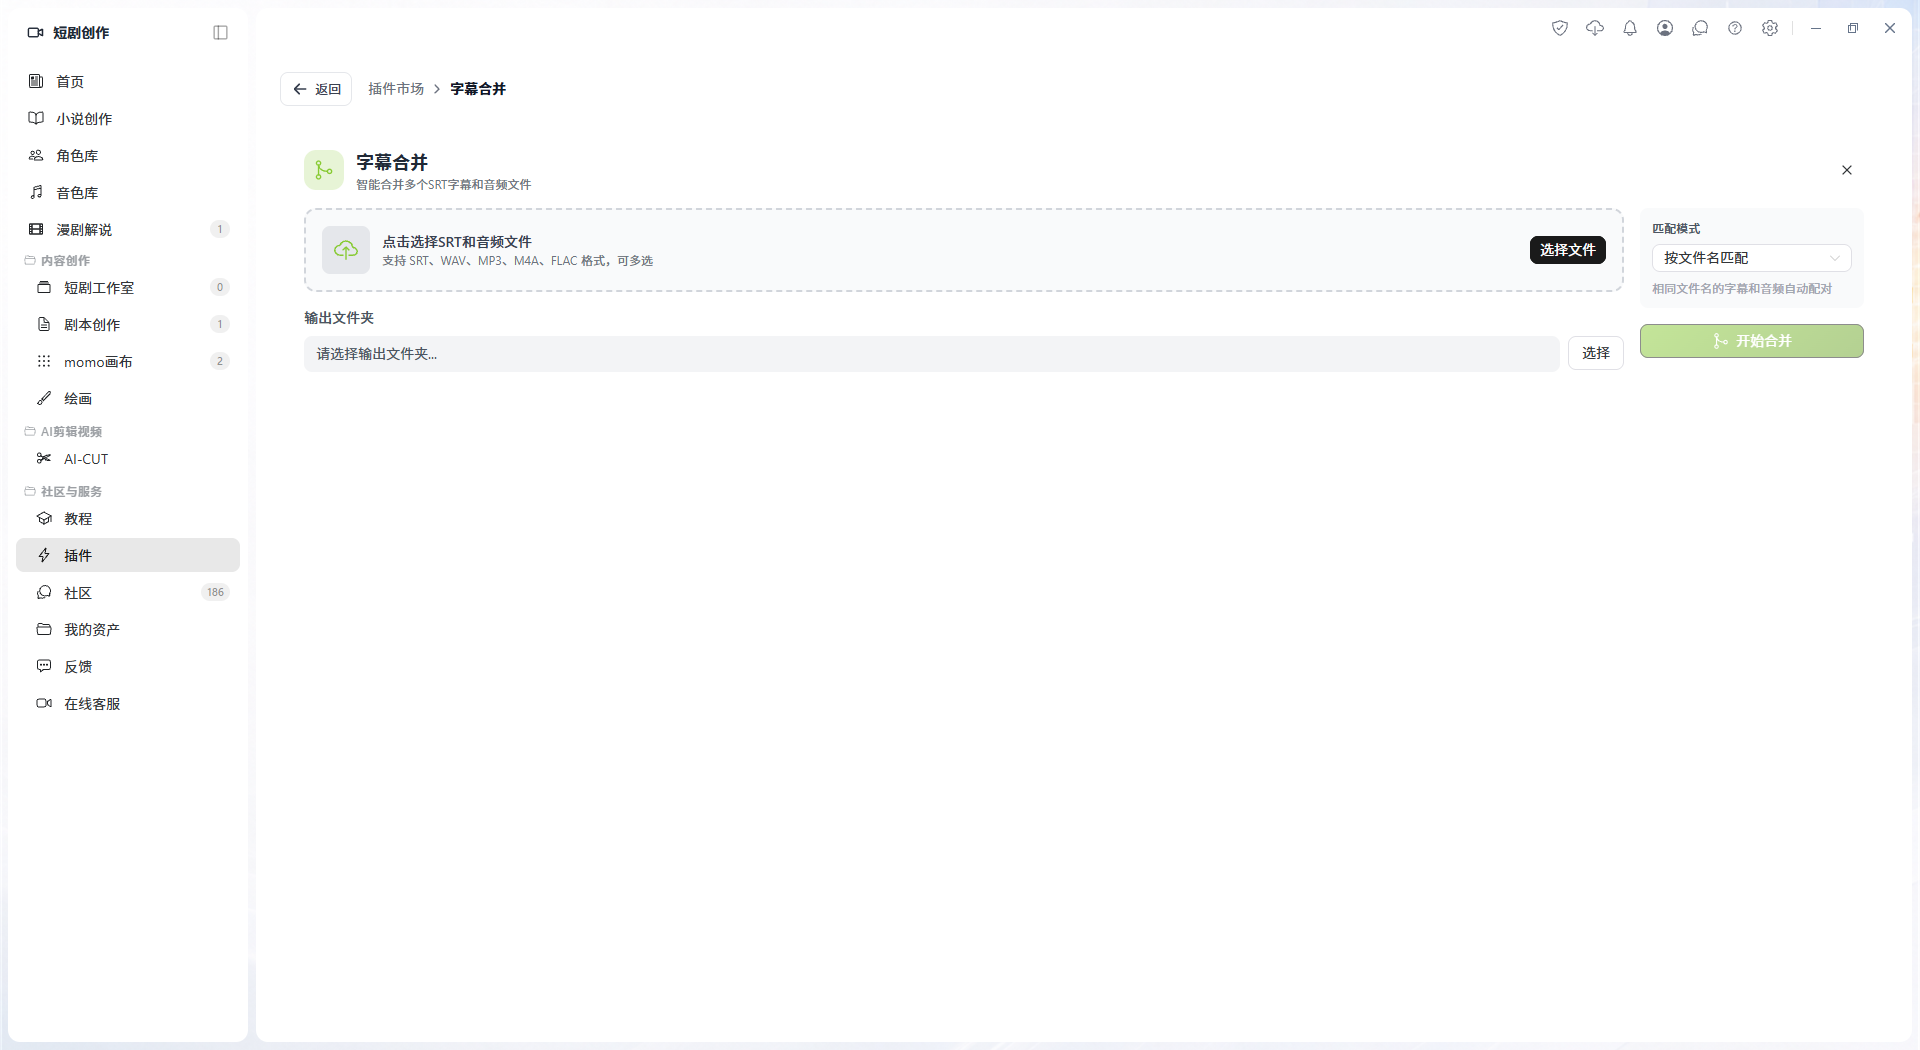 短剧创作
首页
小说创作
角色库
音色库
漫剧解说 1
内容创作
短剧工作室 0
剧本创作 1
momo画布 2
绘画
AI剪辑视频
AI-CUT
社区与服务
教程
插件
社区 186
我的资产
反馈
在线客服
返回 插件市场 字幕合并
字幕合并
智能合并多个SRT字幕和音频文件
点击选择SRT和音频文件
支持 SRT、WAV、MP3、M4A、FLAC 格式，可多选
选择文件
输出文件夹
请选择输出文件夹...
选择
匹配模式
按文件名匹配
相同文件名的字幕和音频自动配对
开始合并